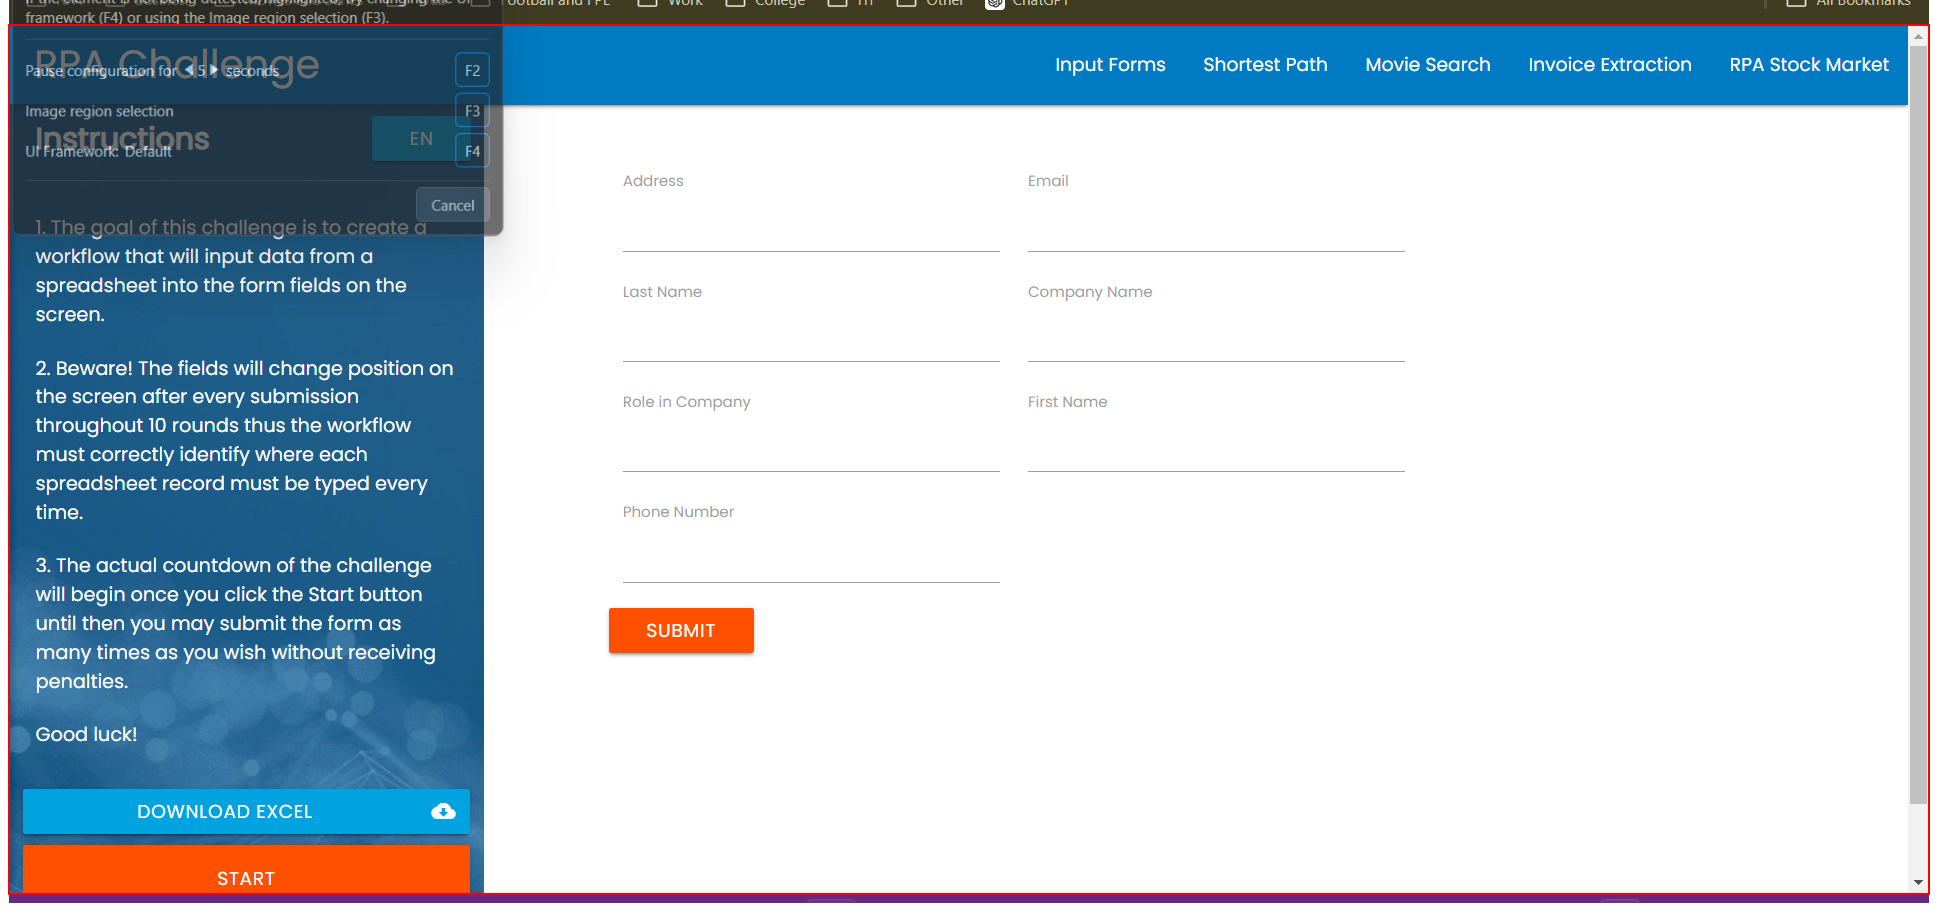 Football and FPL
Work
College
Other
ChatGPT
All Bookmarks
framework (F4) or using the Image region selection (F3).
RPA Challenge
Pause configuration for 5 seconds
F2
Input Forms
Shortest Path
Movie Search
Invoice Extraction
RPA Stock Market
Image region selection
F3
Instructions
EN
UI Framework: Default
F4
Cancel
1. The goal of this challenge is to create a
workflow that will input data from a
spreadsheet into the form fields on the
screen.
2. Beware! The fields will change position on
the screen after every submission
throughout 10 rounds thus the workflow
must correctly identify where each
spreadsheet record must be typed every
time.
3. The actual countdown of the challenge
will begin once you click the Start button
until then you may submit the form as
many times as you wish without receiving
penalties.
Good luck!
DOWNLOAD EXCEL
START
Address
Email
Last Name
Company Name
Role in Company
First Name
Phone Number
SUBMIT